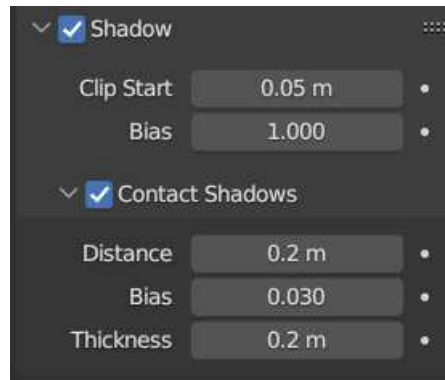 Shadow
Clip Start 0.05 m
Bias 1.000
Contact Shadows
Distance 0.2 m
Bias 0.030
Thickness 0.2 m